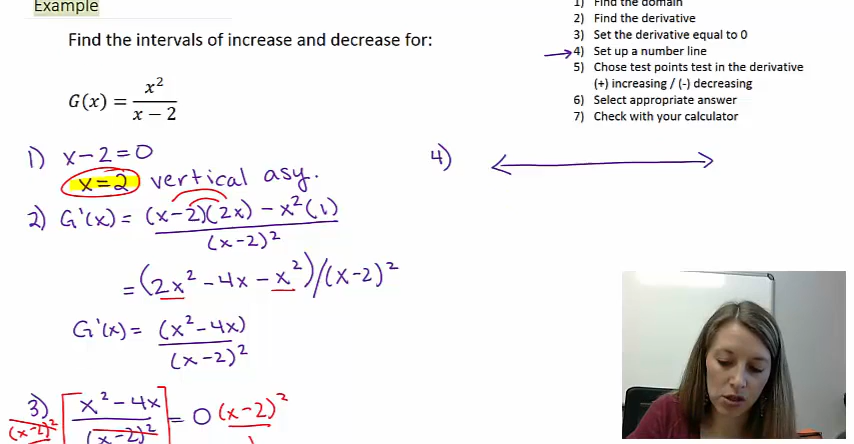 Example
Find the intervals of increase and decrease for:
G(x) = x² / (x − 2)
1) Find the domain
2) Find the derivative
3) Set the derivative equal to 0
4) Set up a number line
5) Chose test points test in the derivative
(+) increasing / (-) decreasing
6) Select appropriate answer
7) Check with your calculator
1) x−2=0
x=2 vertical asy.
2) G'(x) = (x−2)(2x) − x²(1) / (x−2)²
= (2x² − 4x − x²)/(x−2)²
G'(x) = (x²−4x) / (x−2)²
3) (x−2)² [x² − 4x / (x−2)²] = 0 (x−2)² / 1
4)